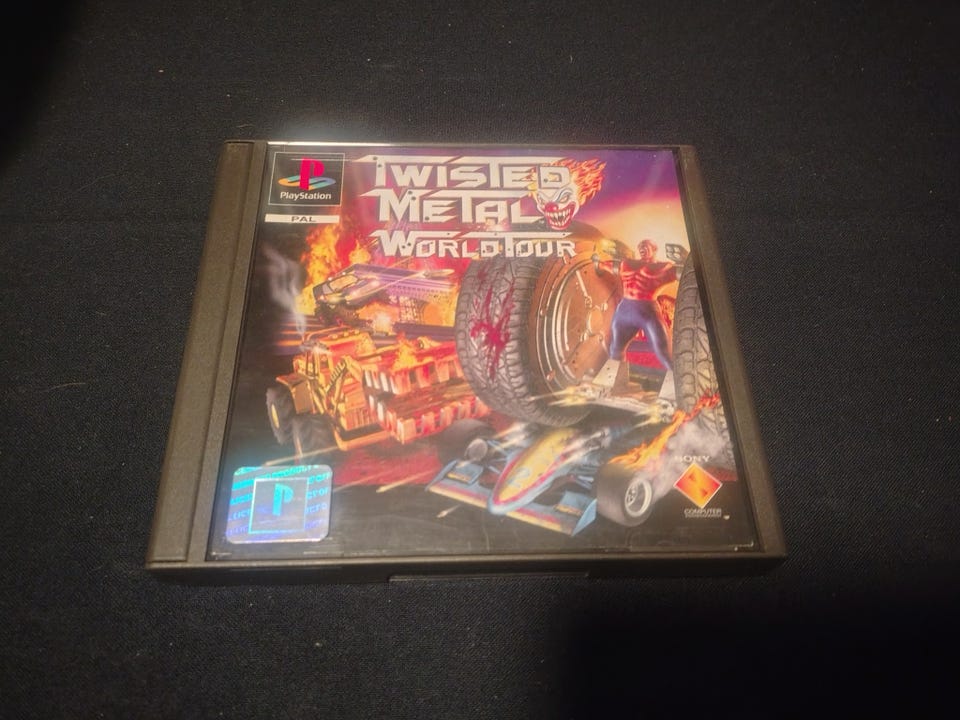 PlayStation
PAL
TWISTED
METAL
WORLD TOUR
SONY
COMPUTER